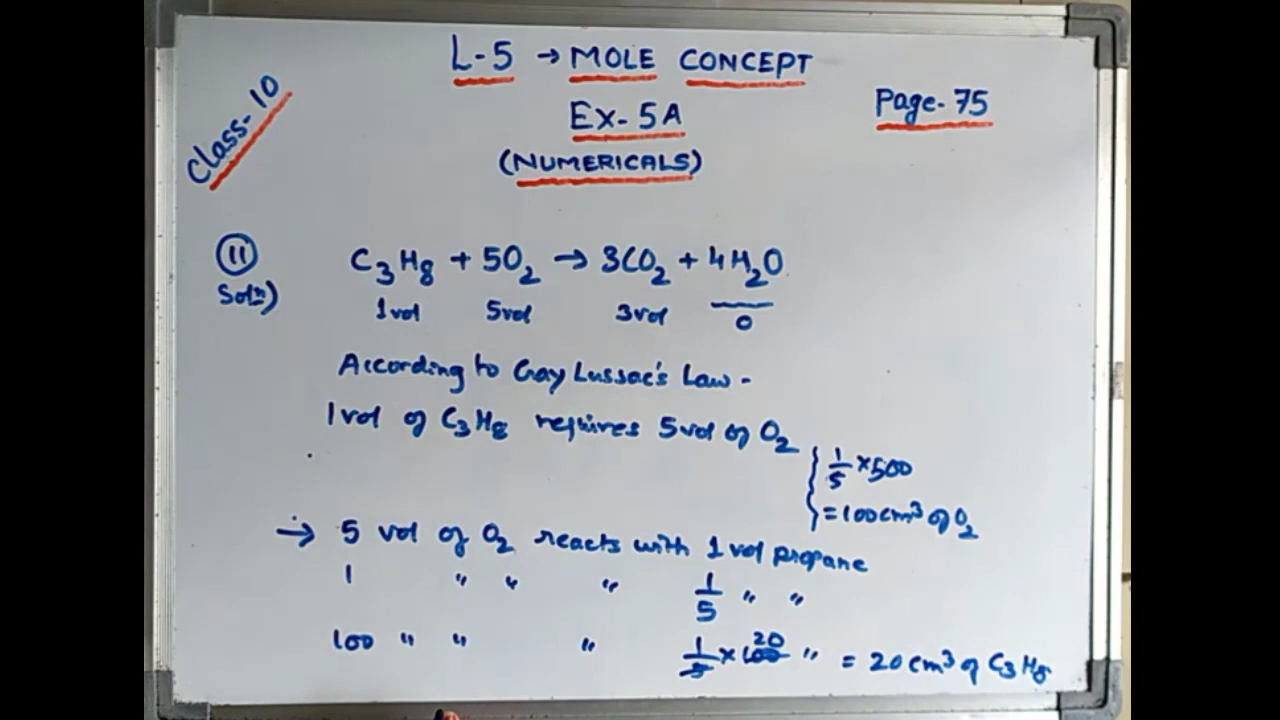 L-5 → MOLE CONCEPT
Class-10
Ex-5A
Page-75
(NUMERICALS)
11
Solⁿ)
C₃H₈ + 5O₂ → 3CO₂ + 4H₂O
1vol 5vol 3vol 0
According to Gay Lussac's Law -
1vol of C₃H₈ requires 5vol of O₂
{ 1/5 × 500
= 100cm³ of O₂
∴ → 5 vol of O₂ reacts with 1 vol propane
1 " " " 1/5 " "
100 " " " 1/5 × 100 20 " = 20cm³ of C₃H₈